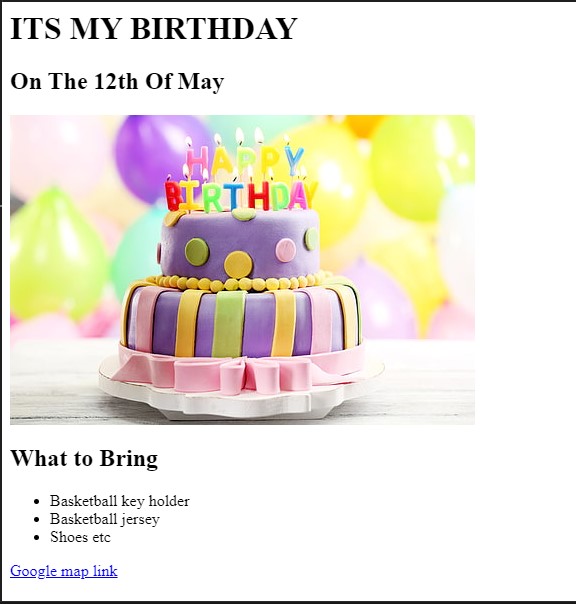 ITS MY BIRTHDAY
On The 12th Of May
HAPPY
BIRTHDAY
What to Bring
Basketball key holder
Basketball jersey
Shoes etc
Google map link